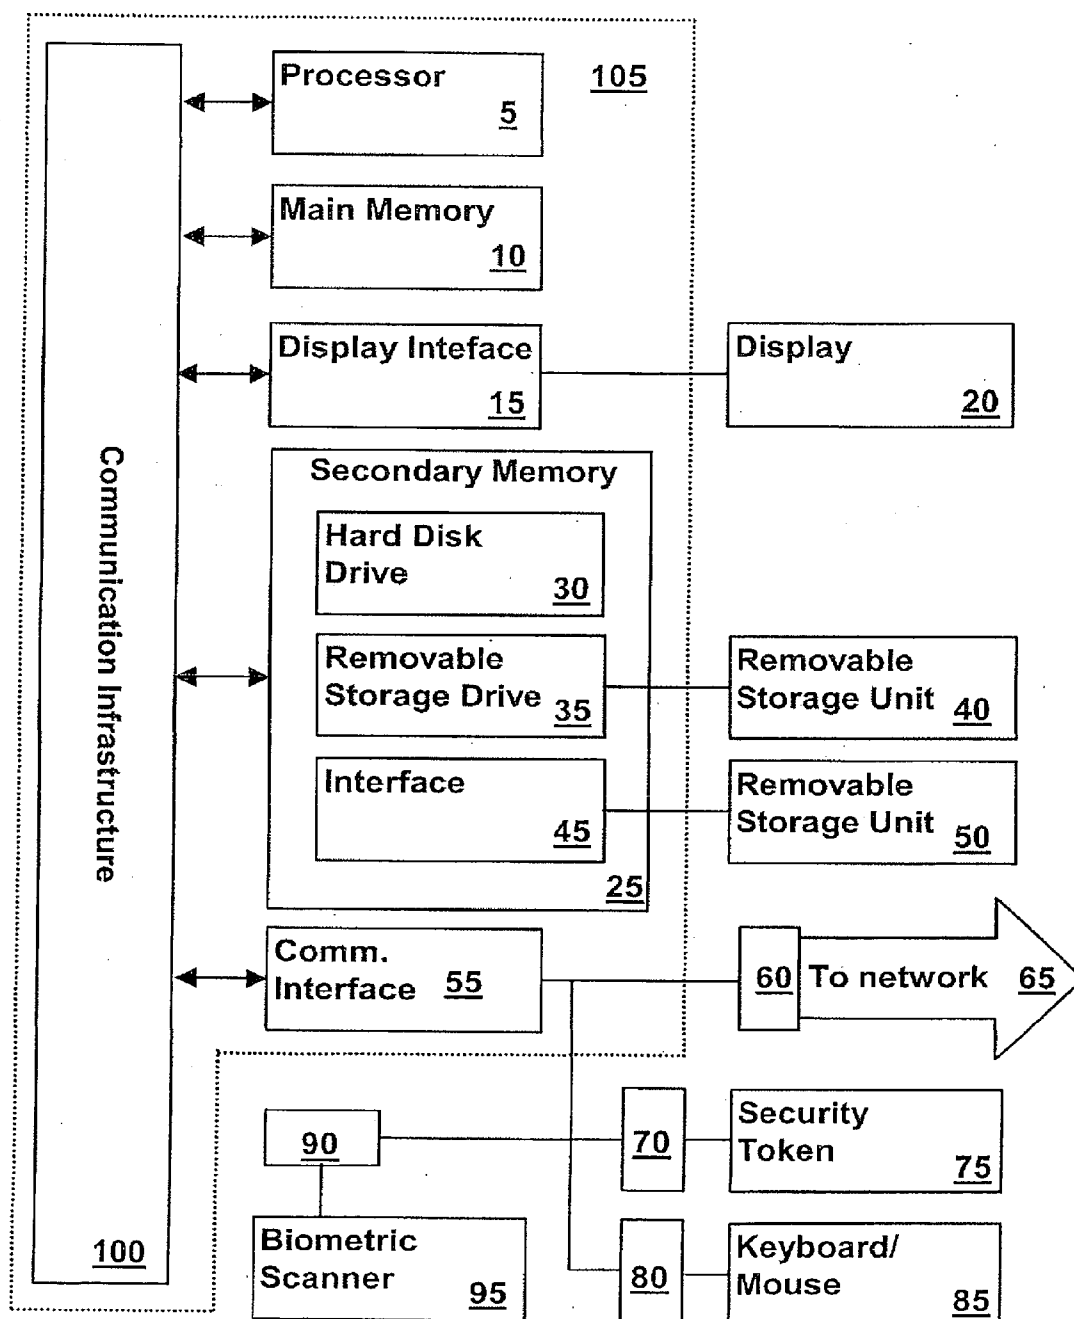 Processor
105
5
Main Memory
10
Display Inteface
15
Display
20
Communication Infrastructure
100
Secondary Memory
Hard Disk
Drive
30
Removable
Storage Drive
35
Removable
Storage Unit
40
Interface
45
Removable
Storage Unit
50
25
Comm.
Interface
55
60
To network
65
90
70
Security
Token
75
Biometric
Scanner
95
80
Keyboard/
Mouse
85